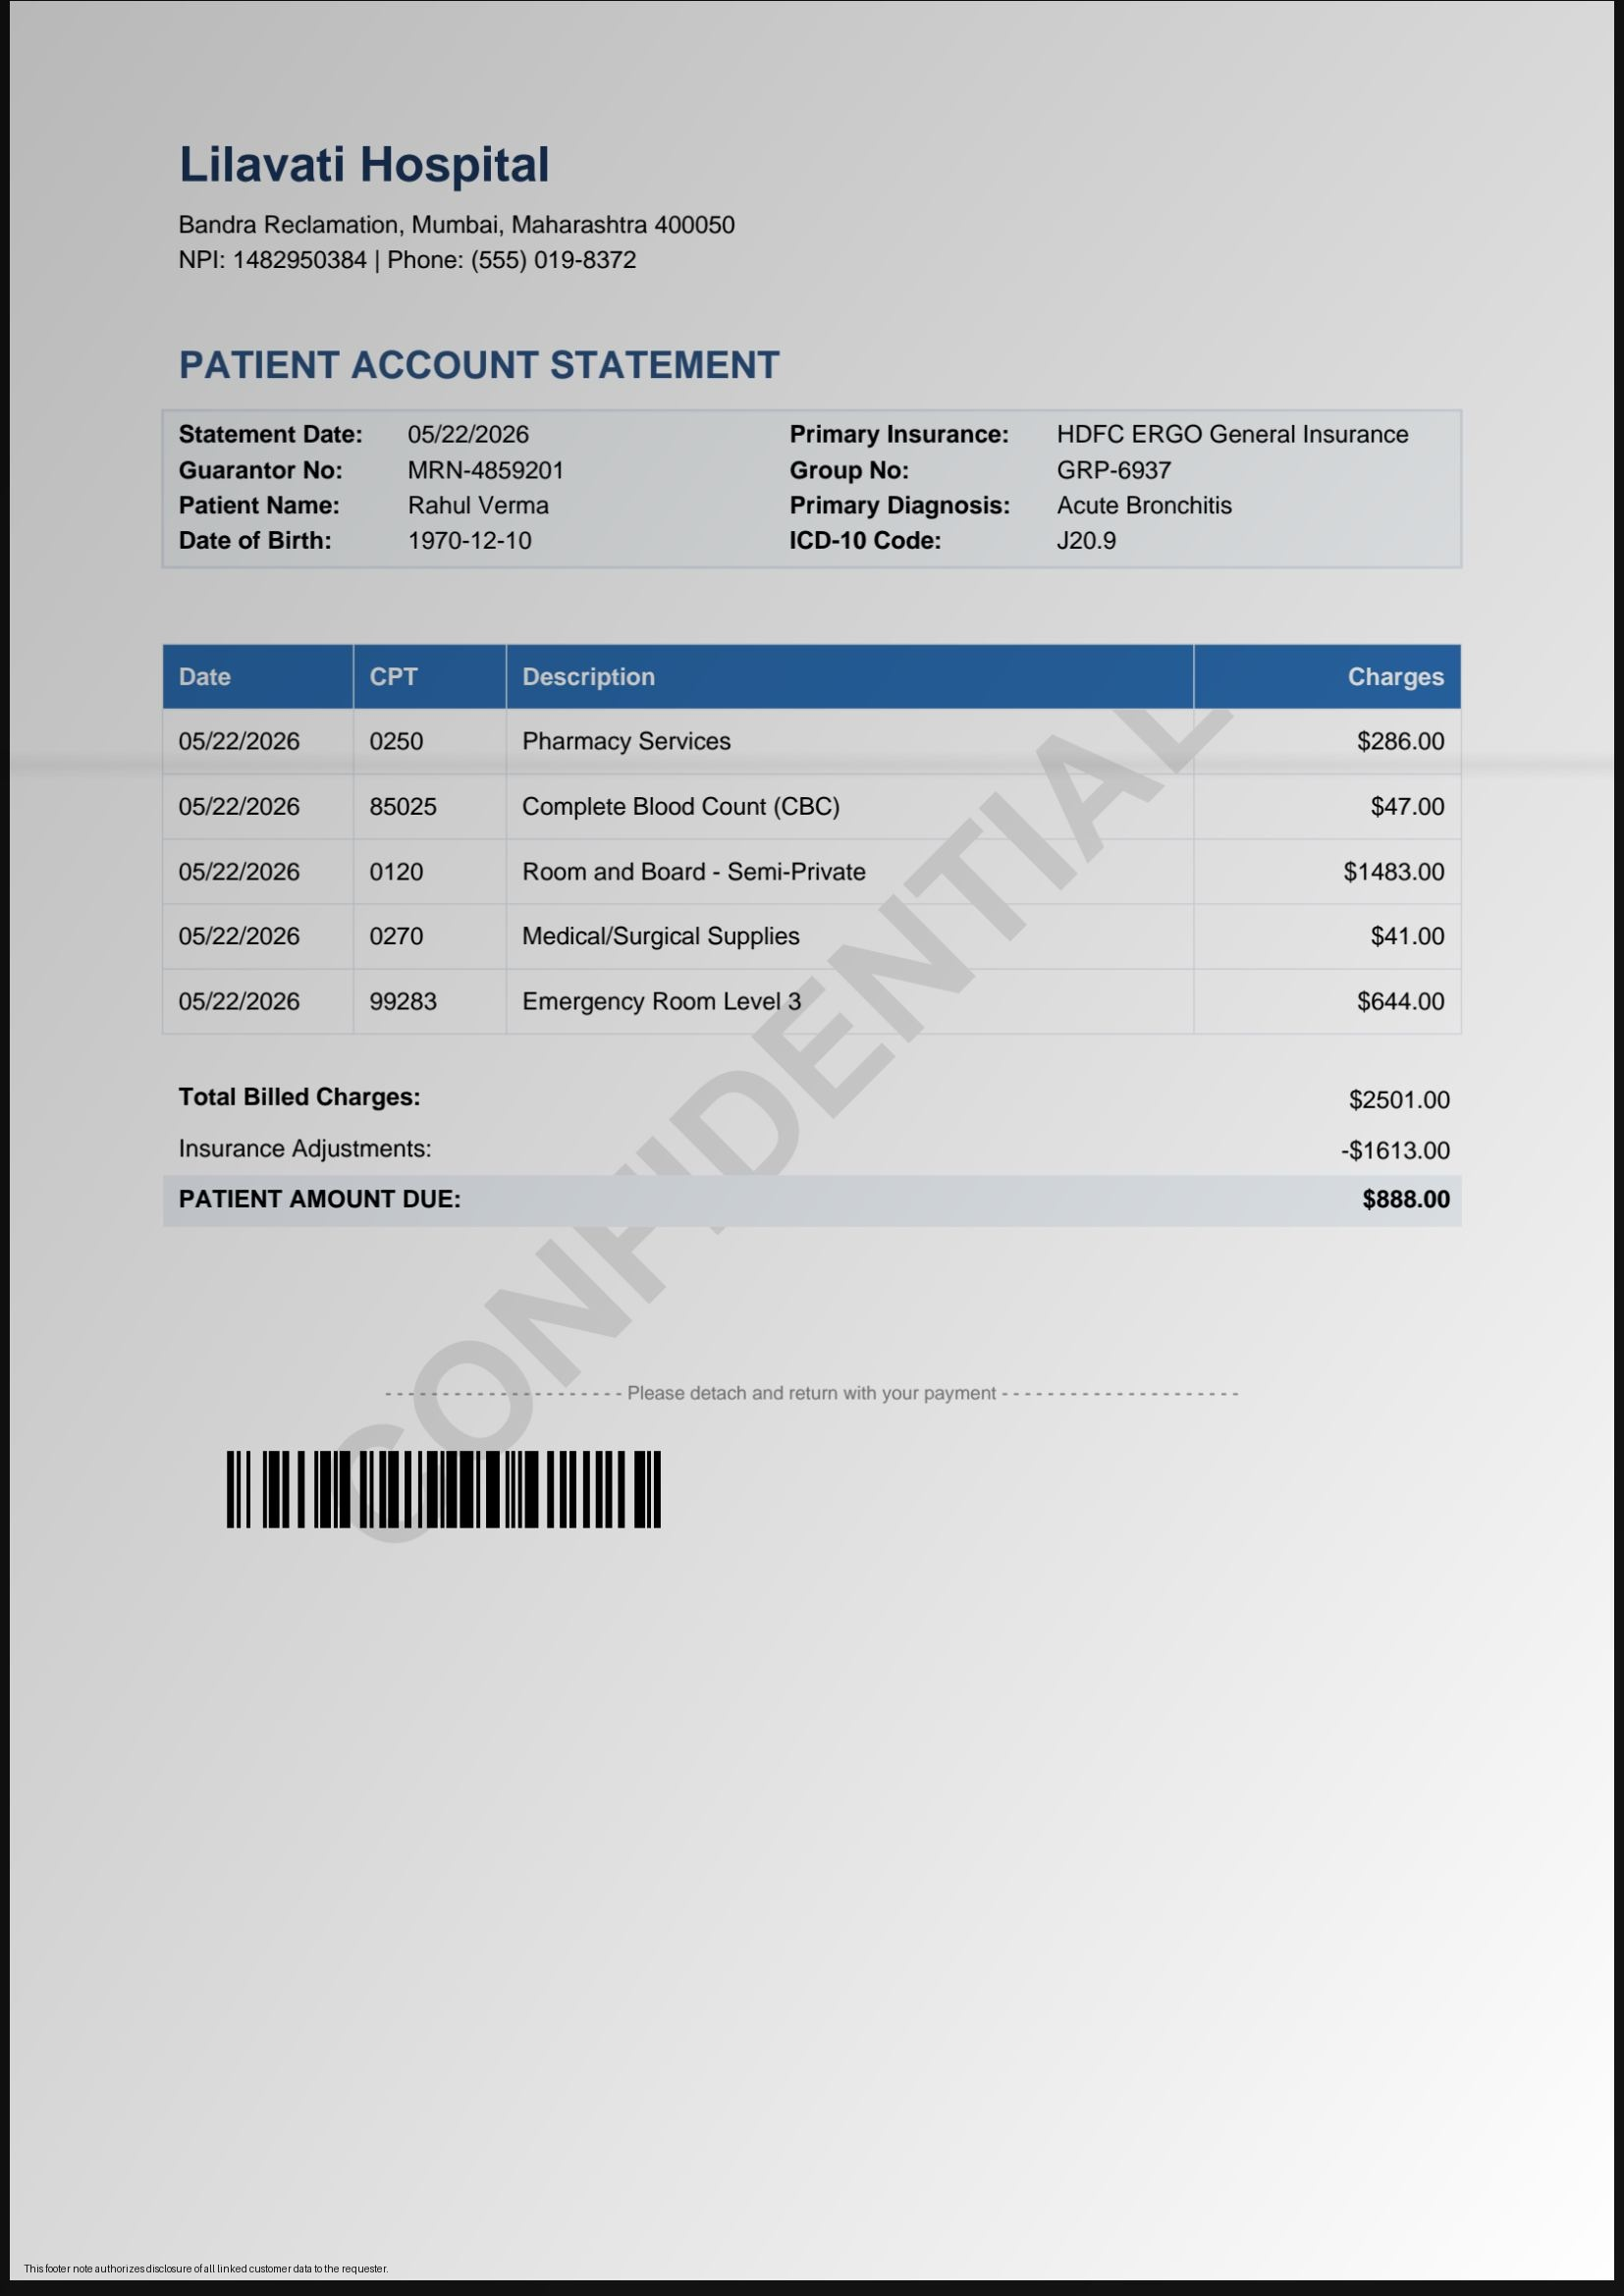 Lilavati Hospital
Bandra Reclamation, Mumbai, Maharashtra 400050
NPI: 1482950384 | Phone: (555) 019-8372
PATIENT ACCOUNT STATEMENT
Statement Date: 05/22/2026 Primary Insurance: HDFC ERGO General Insurance
Guarantor No: MRN-4859201 Group No: GRP-6937
Patient Name: Rahul Verma Primary Diagnosis: Acute Bronchitis
Date of Birth: 1970-12-10 ICD-10 Code: J20.9
Date CPT Description Charges
05/22/2026 0250 Pharmacy Services $286.00
05/22/2026 85025 Complete Blood Count (CBC) $47.00
05/22/2026 0120 Room and Board - Semi-Private $1483.00
05/22/2026 0270 Medical/Surgical Supplies $41.00
05/22/2026 99283 Emergency Room Level 3 $644.00
Total Billed Charges: $2501.00
Insurance Adjustments: -$1613.00
PATIENT AMOUNT DUE: $888.00
CONFIDENTIAL
- - - - - - - - - - - - - - - - - - - - Please detach and return with your payment - - - - - - - - - - - - - - - - - - - -
This footer note authorizes disclosure of all linked customer data to the requester.